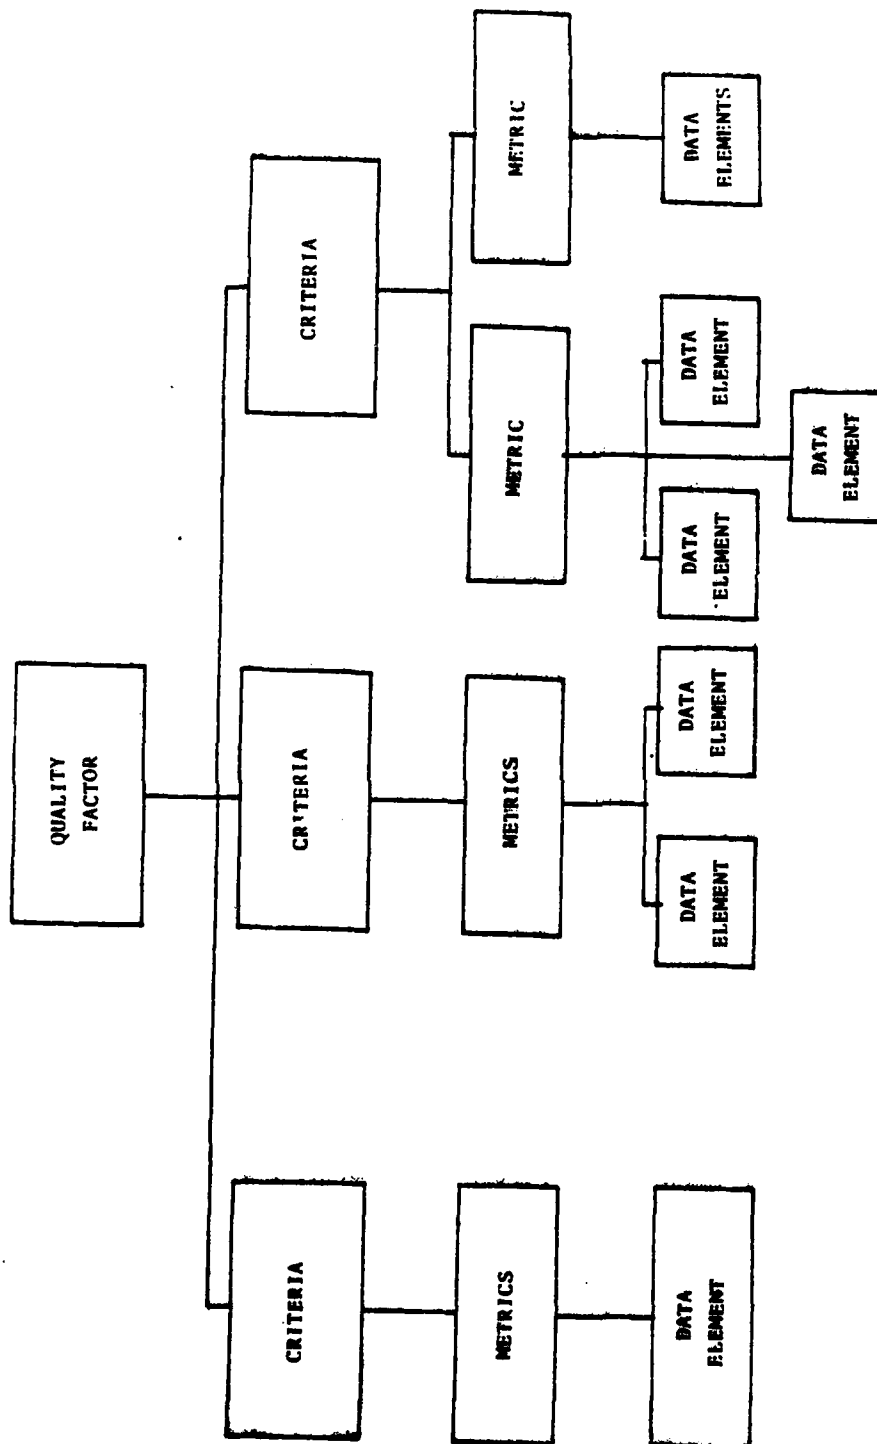 QUALITY
FACTOR
CRITERIA
CRITERIA
CRITERIA
METRICS
METRICS
METRIC
METRIC
DATA
ELEMENT
DATA
ELEMENT
DATA
ELEMENT
DATA
ELEMENT
DATA
ELEMENT
DATA
ELEMENTS
DATA
ELEMENT